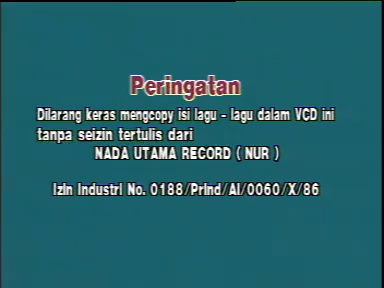 Peringatan
Dilarang keras mengcopy isi lagu - lagu dalam VCD ini
tanpa seizin tertulis dari
NADA UTAMA RECORD ( NUR )
Izin Industri No. 0188/Prind/AI/0060/X/86